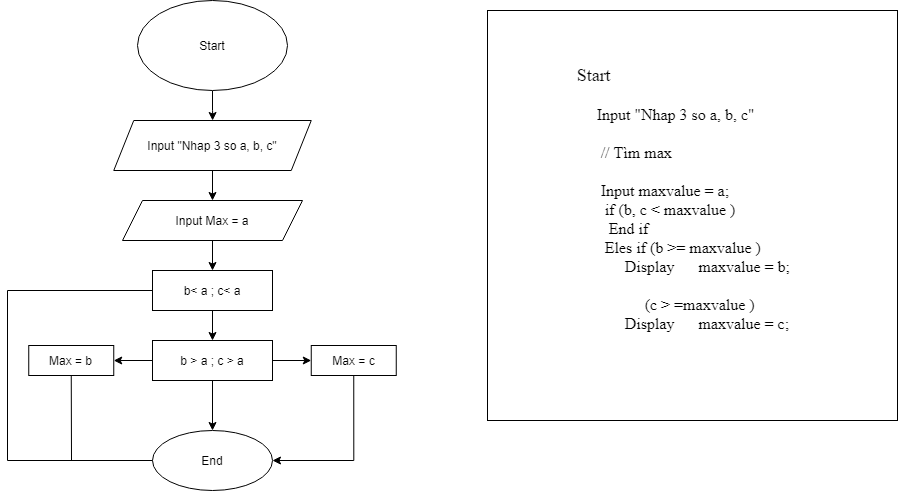 Start
Input "Nhap 3 so a, b, c"
Input Max = a
b< a ; c< a
Max = b
b > a ; c > a
Max = c
End
Start
Input "Nhap 3 so a, b, c"
// Tim max
Input maxvalue = a;
if (b, c < maxvalue )
End if
Eles if (b >= maxvalue )
Display maxvalue = b;
(c > =maxvalue )
Display maxvalue = c;